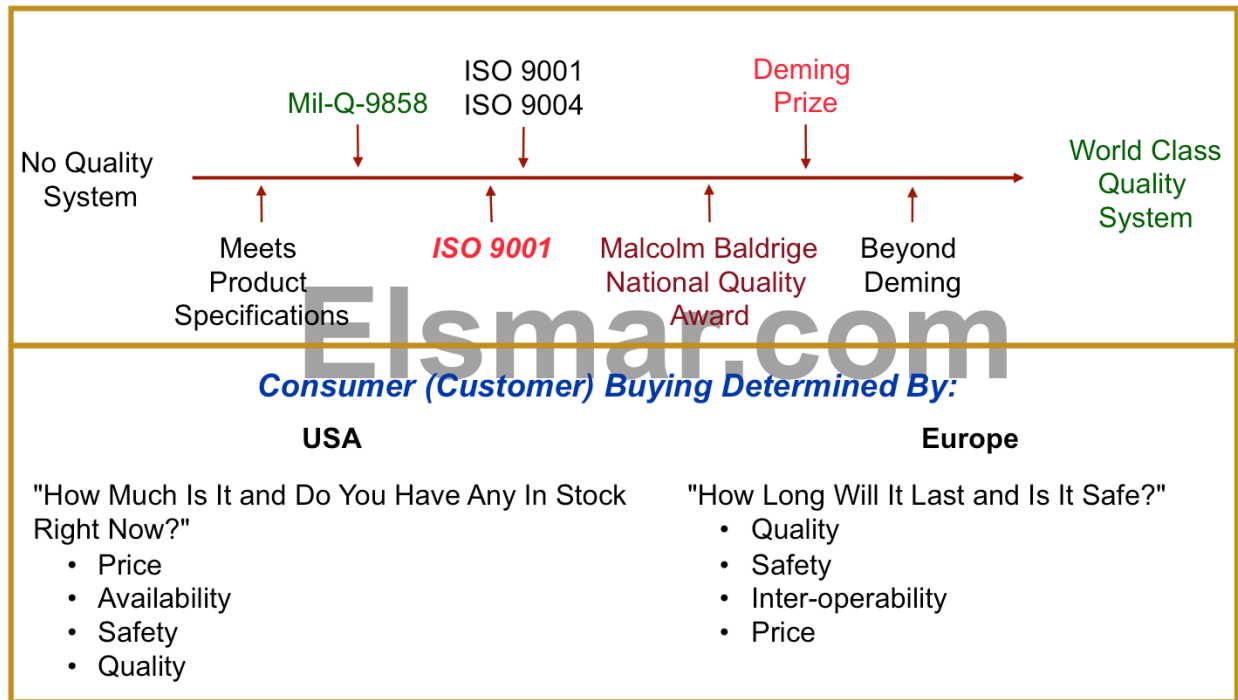 ISO 9001
ISO 9004
Deming
Prize
Mil-Q-9858
No Quality
System
World Class
Quality
System
Meets
Product
Specifications
ISO 9001
Malcolm Baldrige
National Quality
Award
Beyond
Deming
Elsmar.com
Consumer (Customer) Buying Determined By:
USA
"How Much Is It and Do You Have Any In Stock
Right Now?"
• Price
• Availability
• Safety
• Quality
Europe
"How Long Will It Last and Is It Safe?"
• Quality
• Safety
• Inter-operability
• Price